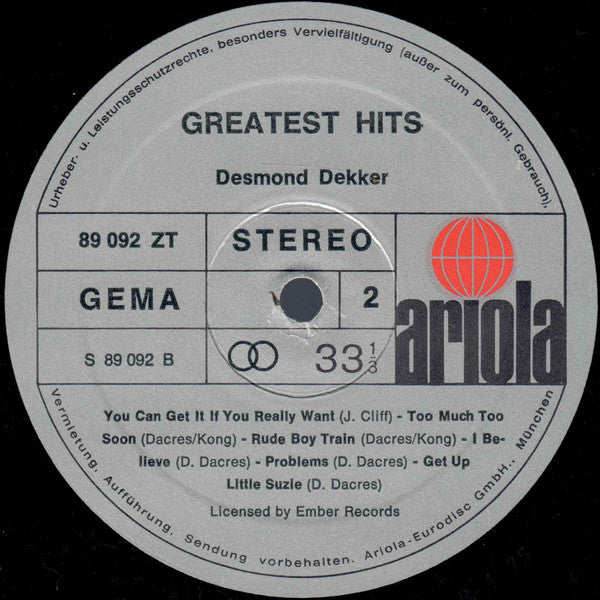 Urheber- u. Leistungsschutzrechte, besonders Vervielfältigung (außer zum persönl. Gebrauch),
GREATEST HITS
Desmond Dekker
89 092 ZT
STEREO
GEMA
2
S 89 092 B
33 1/3
ariola
You Can Get It If You Really Want (J. Cliff) - Too Much Too
Soon (Dacres/Kong) - Rude Boy Train (Dacres/Kong) - I Be-
lieve (D. Dacres) - Problems (D. Dacres) - Get Up
Little Suzie (D. Dacres)
Licensed by Ember Records
Vermietung, Aufführung, Sendung vorbehalten. Ariola-Eurodisc GmbH., München